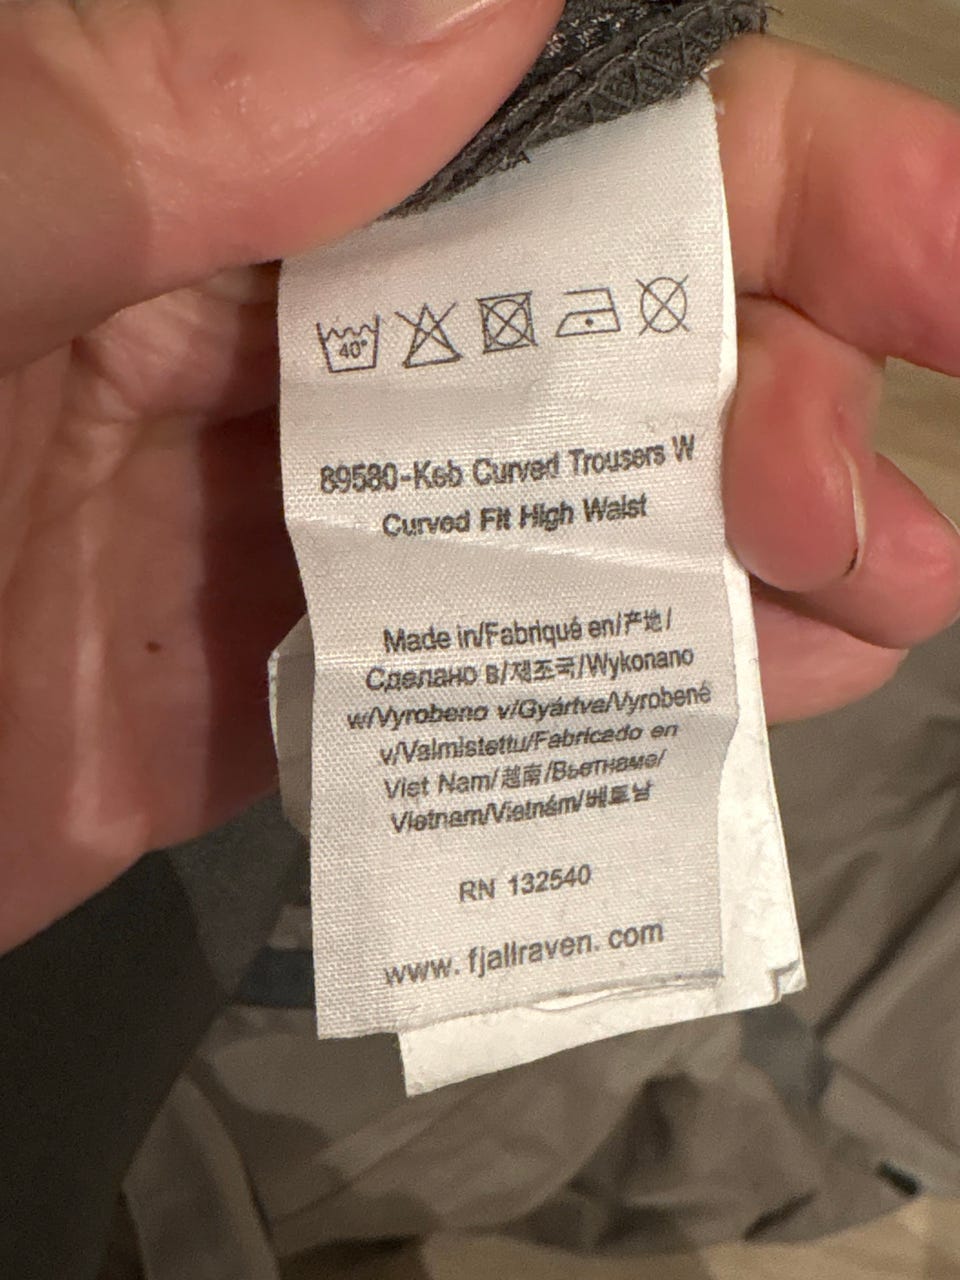 40°
89580-Keb Curved Trousers W
Curved Fit High Waist
Made in/Fabriqué en/产地/
Сделано в/제조국/Wykonano
w/Vyrobeno v/Gyártva/Vyrobené
v/Valmistettu/Fabricado en
Viet Nam/越南/Вьетнаме/
Vietnam/Vietnám/베트남
RN 132540
www.fjallraven.com